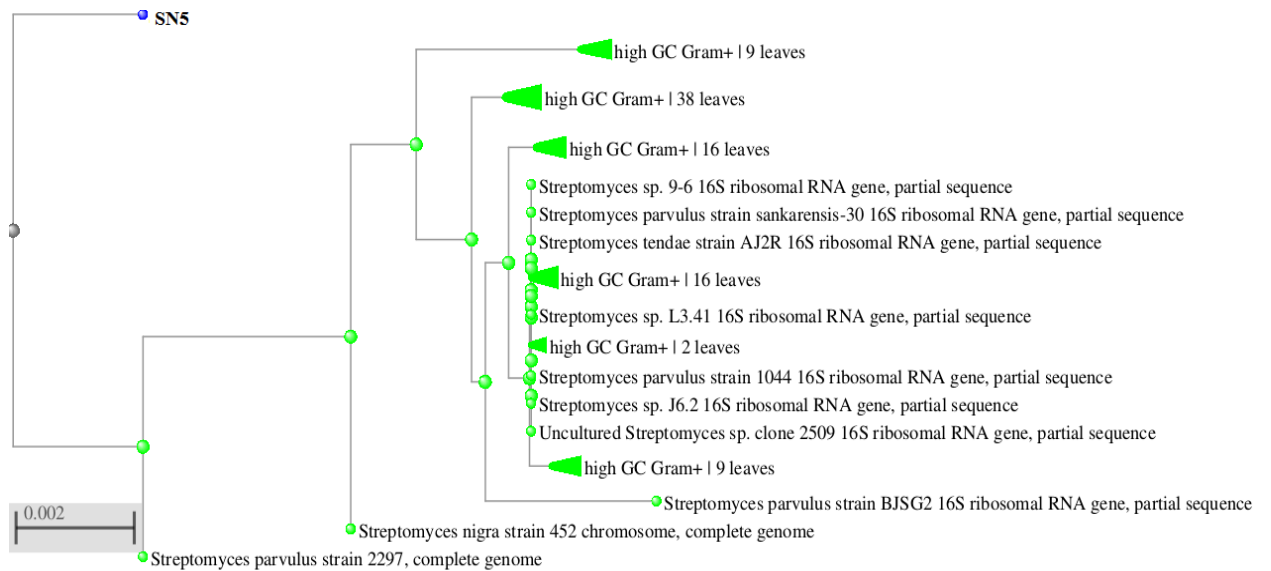 SN5
high GC Gram+ | 9 leaves
high GC Gram+ | 38 leaves
high GC Gram+ | 16 leaves
Streptomyces sp. 9-6 16S ribosomal RNA gene, partial sequence
Streptomyces parvulus strain sankarensis-30 16S ribosomal RNA gene, partial sequence
Streptomyces tendae strain AJ2R 16S ribosomal RNA gene, partial sequence
high GC Gram+ | 16 leaves
Streptomyces sp. L3.41 16S ribosomal RNA gene, partial sequence
high GC Gram+ | 2 leaves
Streptomyces parvulus strain 1044 16S ribosomal RNA gene, partial sequence
Streptomyces sp. J6.2 16S ribosomal RNA gene, partial sequence
Uncultured Streptomyces sp. clone 2509 16S ribosomal RNA gene, partial sequence
high GC Gram+ | 9 leaves
Streptomyces parvulus strain BJSG2 16S ribosomal RNA gene, partial sequence
0.002
Streptomyces nigra strain 452 chromosome, complete genome
Streptomyces parvulus strain 2297, complete genome